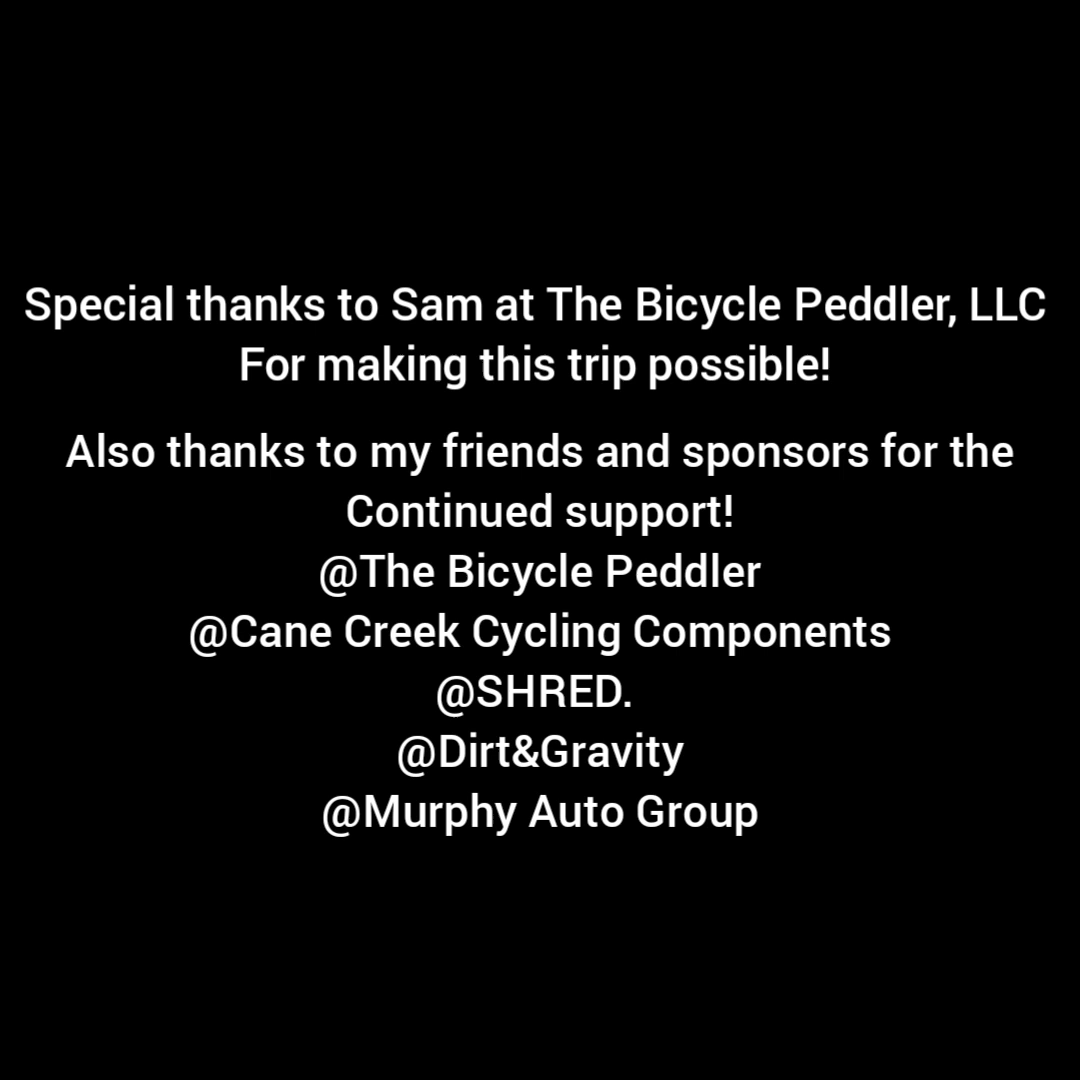 Special thanks to Sam at The Bicycle Peddler, LLC
For making this trip possible!
Also thanks to my friends and sponsors for the
Continued support!
@The Bicycle Peddler
@Cane Creek Cycling Components
@SHRED.
@Dirt&Gravity
@Murphy Auto Group